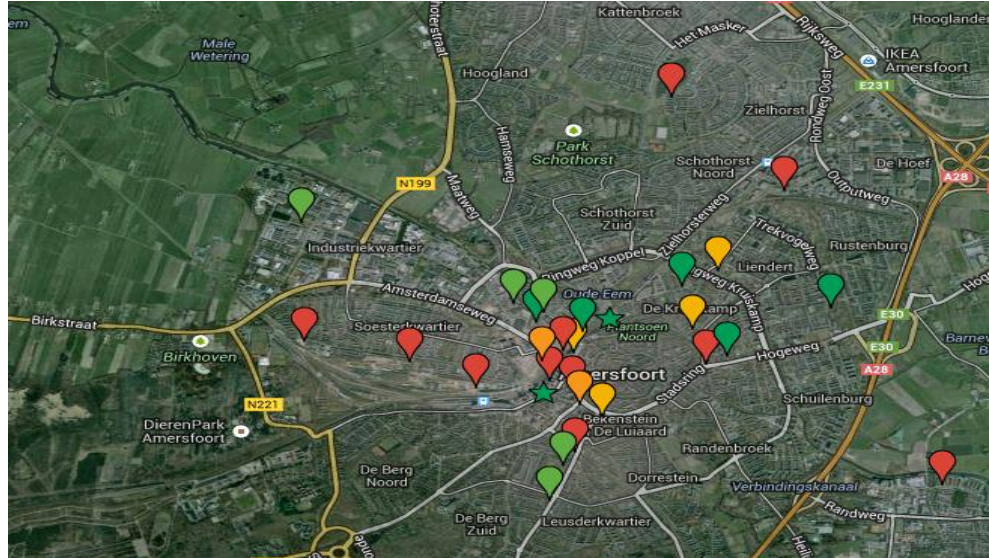 Kattenbroek
Hooglander
Male
Wetering
Het Masker
Rijksweg
IKEA
Amersfoort
Hoogland
E231
Zielhorst
Rondweg Oost
Hamseweg
Park
Schothorst
Schothorst-
Noord
De Hoef
A28
N199
Maatweg
Outputweg
Schothorst
Zuid
Zielhorsterweg
Trekvogelweg
Industriekwartier
Rustenburg
Ringweg Koppel
Liendert
Ringweg Kruiskamp
Amsterdamseweg
Oude Eem
Birkstraat
Soesterkwartier
Plantsoen
Noord
E30
Birkhoven
Hogeweg
E30
A28
Stadsring
N221
Schuilenburg
DierenPark
Amersfoort
Bekenstein
De Luiaard
Randenbroek
De Berg
Noord
Dorrestein
Verbindingskanaal
De Berg
Zuid
Leusderkwartier
Randweg